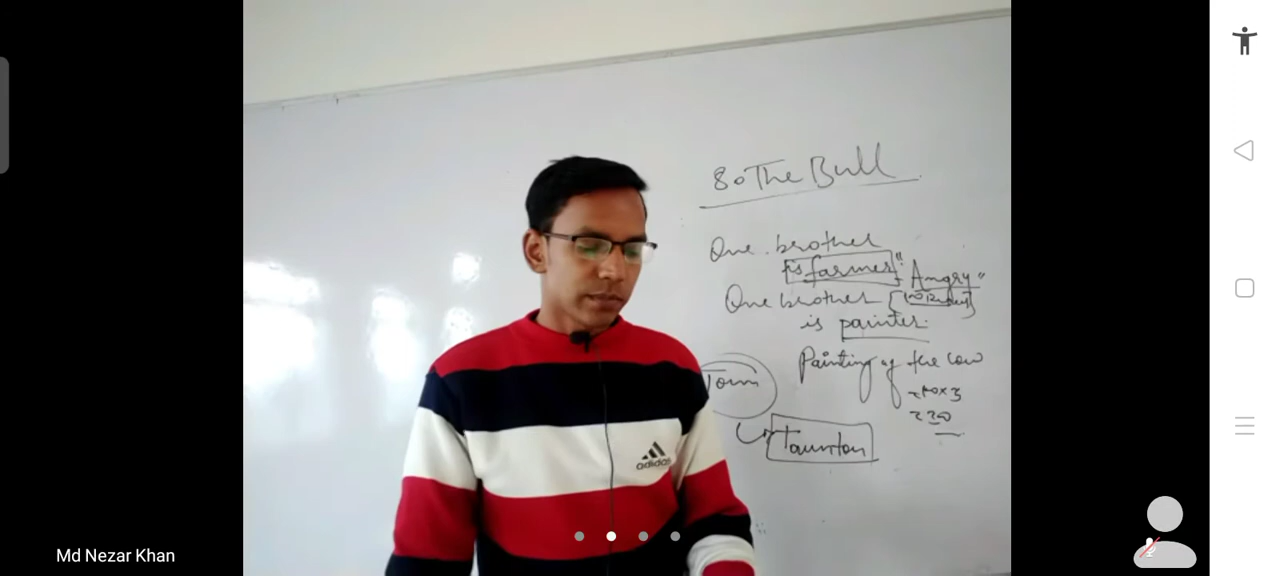 8. The Bull
One brother
is farmer
"Angry"
One brother
is painter.
Painting of the cow
Town
Taunton
adidas
Md Nezar Khan